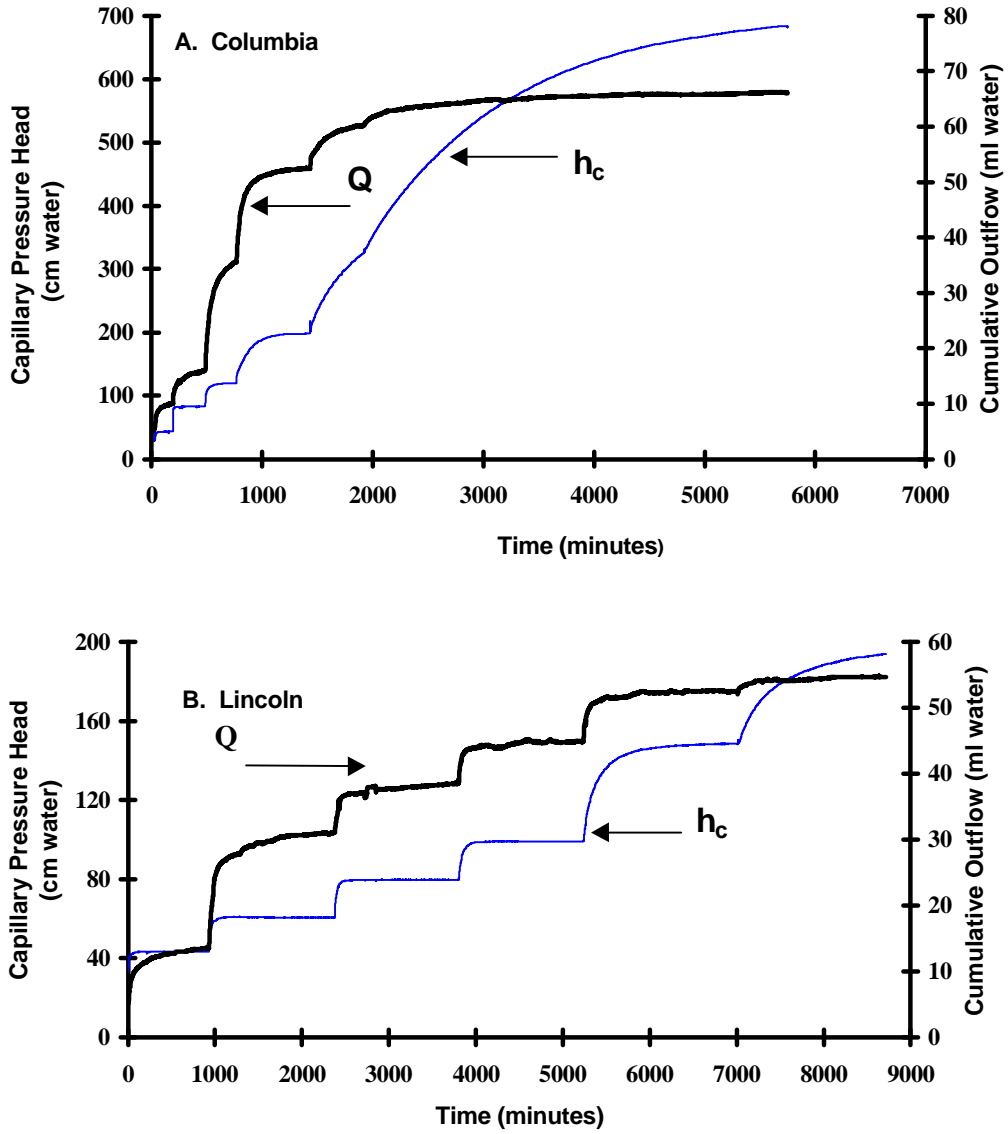 A. Columbia
700
600
500
400
300
200
100
0
Capillary Pressure Head
(cm water)
80
70
60
50
40
30
20
10
0
Cumulative Outlfow (ml water)
Q
hc
0 1000 2000 3000 4000 5000 6000 7000
Time (minutes)
B. Lincoln
200
160
120
80
40
0
Capillary Pressure Head
(cm water)
60
50
40
30
20
10
0
Cumulative Outflow (ml water)
Q
hc
0 1000 2000 3000 4000 5000 6000 7000 8000 9000
Time (minutes)